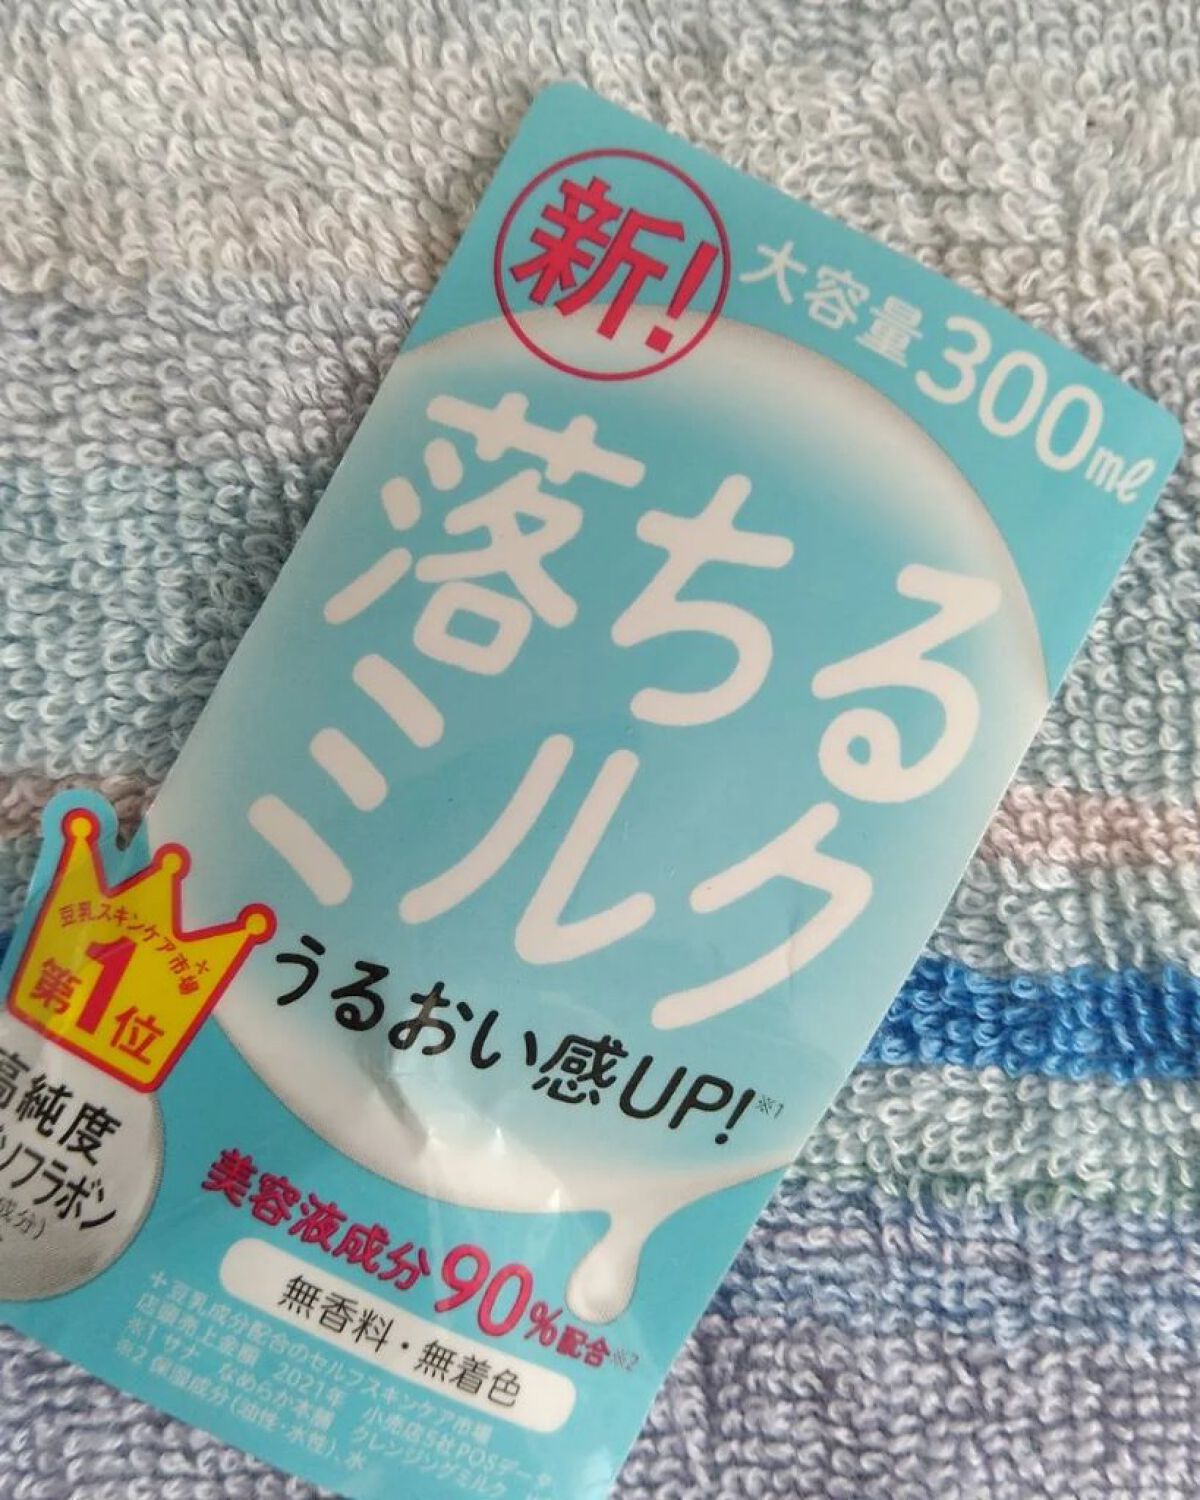 新!
大容量300ml
落ちる
ミルク
うるおい感UP!※1
豆乳スキンケア市場+
第1位
高純度
ソフラボン
成分)
美容液成分90%配合※2
無香料・無着色
+豆乳成分配合のセルフスキンケア市場
店頭売上金額 2021年 小売店5社POSデータ
※1 サナ なめらか本舗 クレンジングミルク
※2 保湿成分(油性・水性)、水